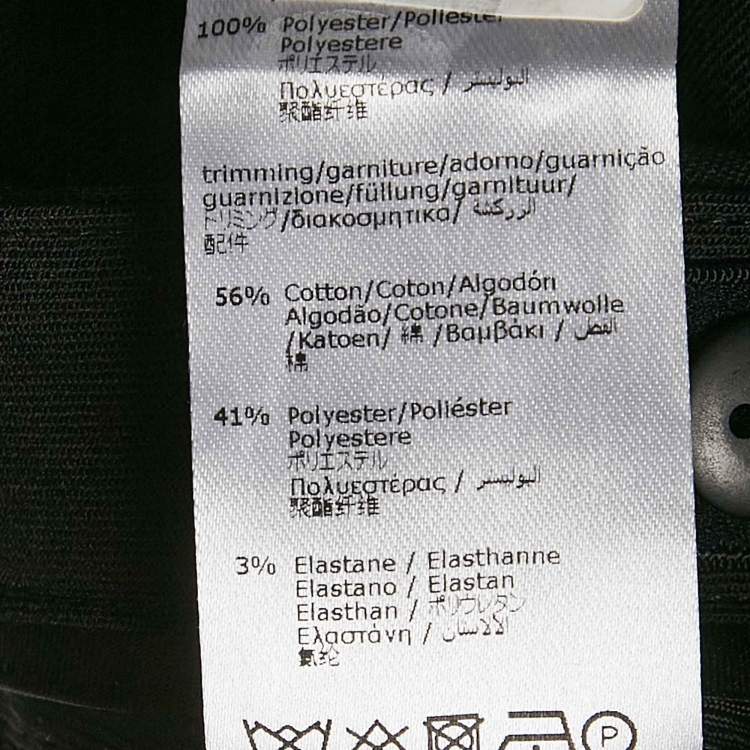 100% Polyester/Poliéster
Polyestere
ポリエステル
Πολυεστέρας / البوليستر
聚酯纤维
trimming/garniture/adorno/guarnição
guarnizione/füllung/garnituur/
トリミング/διακοσμητικα/ الزركشة
配件
56% Cotton/Coton/Algodón
Algodão/Cotone/Baumwolle
/Katoen/ 綿 /Βαμβάκι / القطن
棉
41% Polyester/Poliéster
Polyestere
ポリエステル
Πολυεστέρας / البوليستر
聚酯纤维
3% Elastane / Elasthanne
Elastano / Elastan
Elasthan / ポリウレタン
Ελαστάνη / الالاستان
氨纶
P